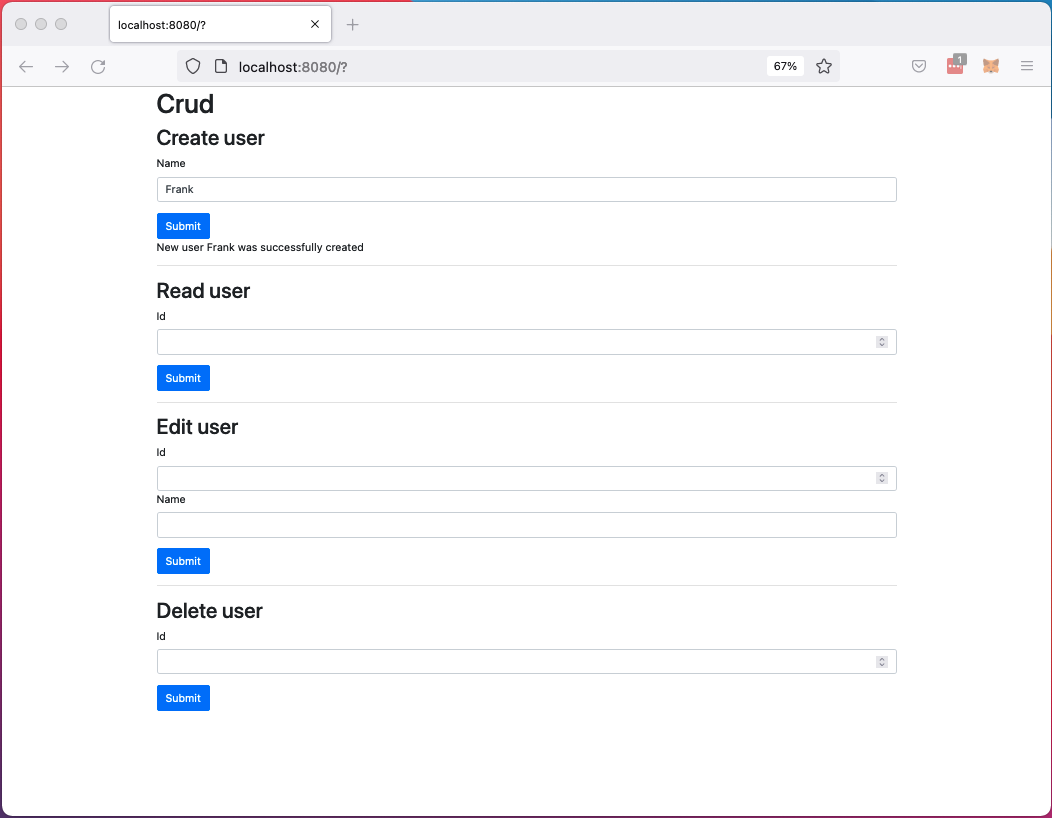 localhost:8080/?
localhost:8080/?
67%
1
Crud
Create user
Name
Frank
Submit
New user Frank was successfully created
Read user
Id
Submit
Edit user
Id
Name
Submit
Delete user
Id
Submit